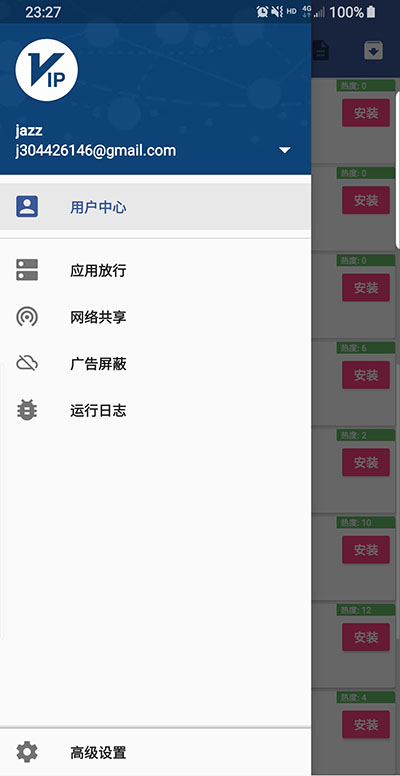 23:27 HD 4G 100%
VIP
jazz
j304426146@gmail.com
用户中心
应用放行
网络共享
广告屏蔽
运行日志
高级设置
热度: 0
安装
热度: 0
安装
热度: 0
安装
热度: 6
安装
热度: 2
安装
热度: 10
安装
热度: 12
安装
热度: 4
安装